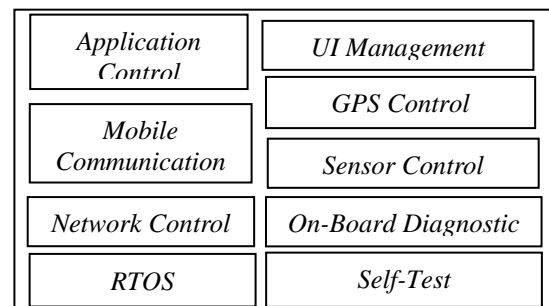 Application
Control
Mobile
Communication
Network Control
RTOS
UI Management
GPS Control
Sensor Control
On-Board Diagnostic
Self-Test